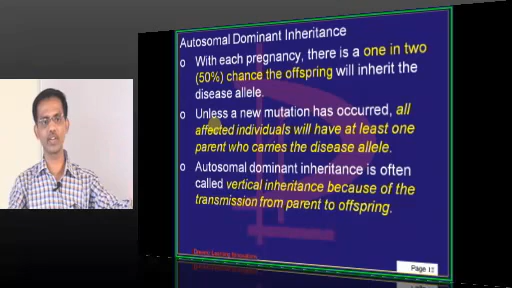 Autosomal Dominant Inheritance
o With each pregnancy, there is a one in two
(50%) chance the offspring will inherit the
disease allele.
o Unless a new mutation has occurred, all
affected individuals will have at least one
parent who carries the disease allele.
o Autosomal dominant inheritance is often
called vertical inheritance because of the
transmission from parent to offspring.
Page 12